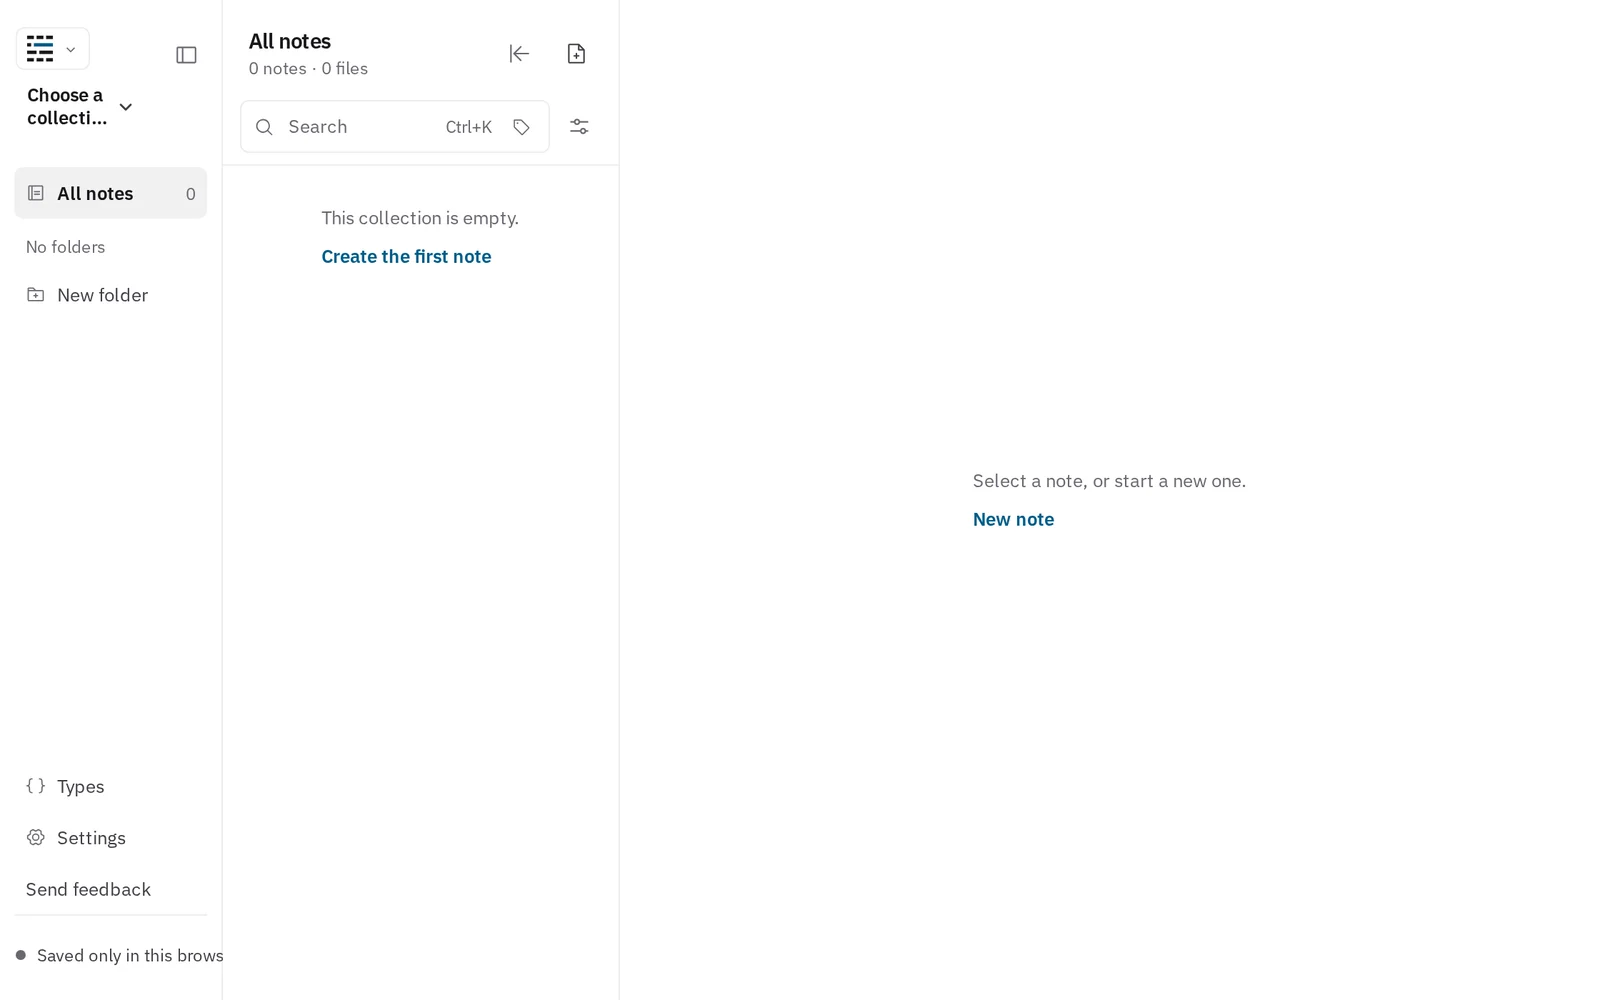 Choose a
collecti...
All notes
0
No folders
New folder
Types
Settings
Send feedback
Saved only in this brows
All notes
0 notes · 0 files
Search
Ctrl+K
This collection is empty.
Create the first note
Select a note, or start a new one.
New note